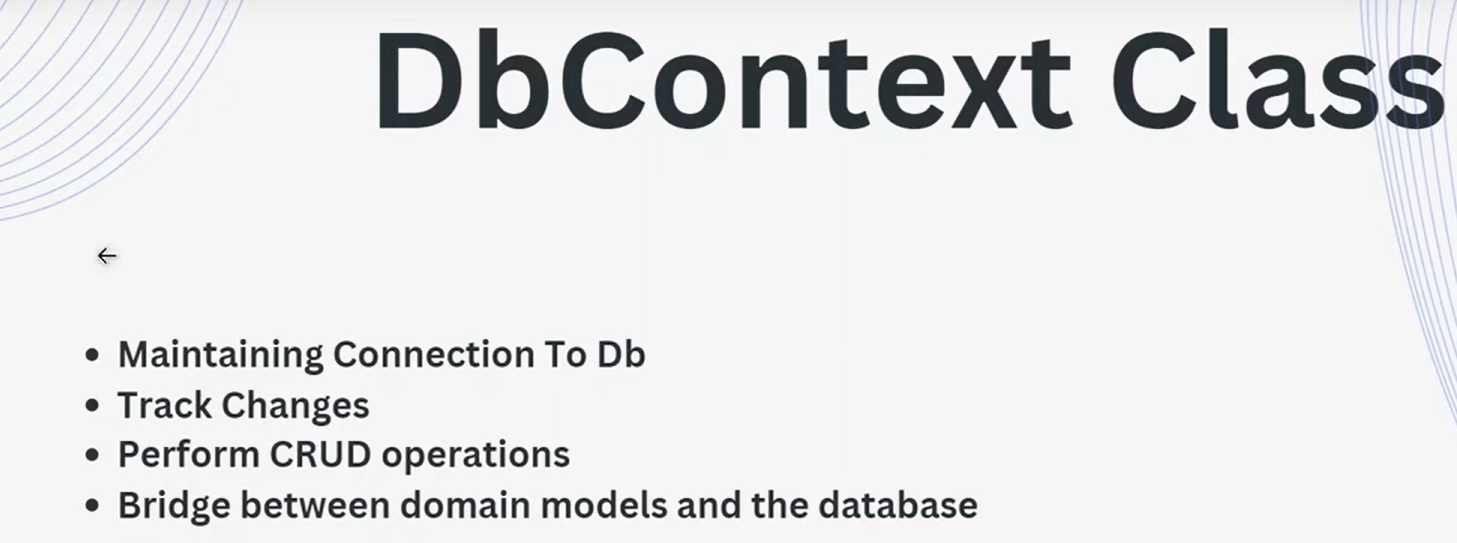 DbContext Class
Maintaining Connection To Db
Track Changes
Perform CRUD operations
Bridge between domain models and the database